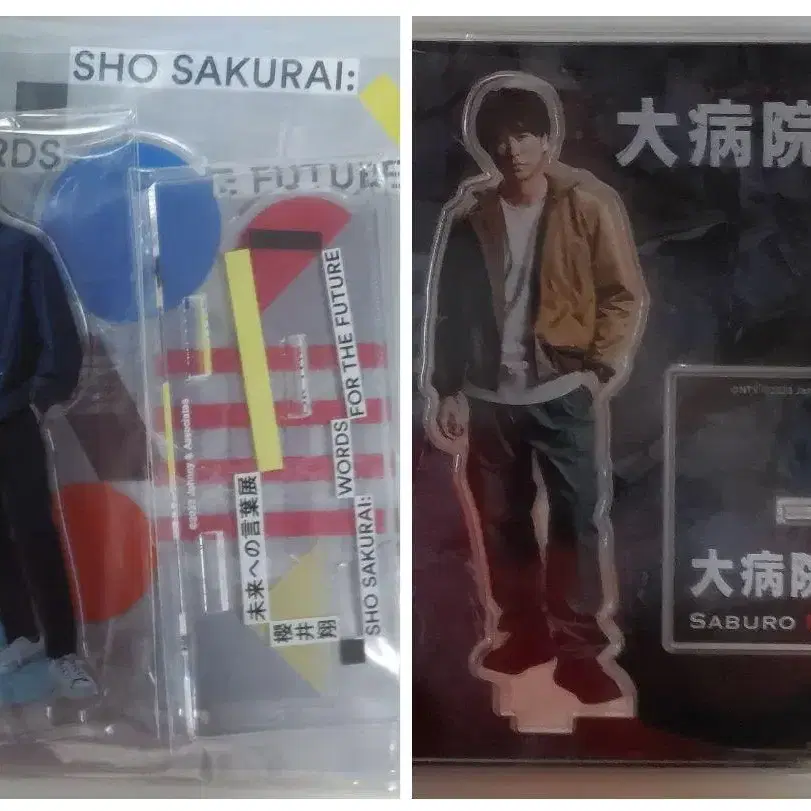 SHO SAKURAI:
RDS
FUTURE
WORDS FOR THE FUTURE
SHO SAKURAI:
未来への言葉展
櫻井翔
©2023 Johnny & Associates
大病院
大病院
SABURO